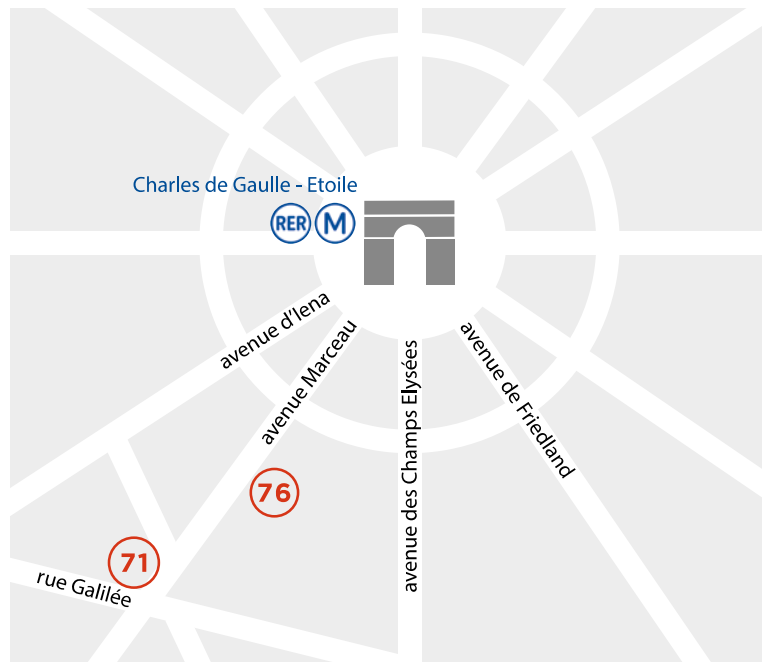 Charles de Gaulle - Etoile
RER M
avenue d'Iena
avenue Marceau
avenue des Champs Elysées
avenue de Friedland
76
71
rue Galilée